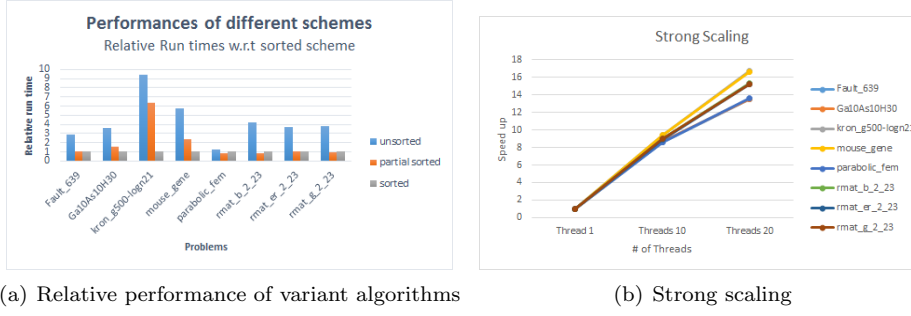 Performances of different schemes
Relative Run times w.r.t sorted scheme
Relative run time
10
9
8
7
6
5
4
3
2
1
0
unsorted
partial sorted
sorted
Fault_639
Ga10As10H30
kron_g500-logn21
mouse_gene
parabolic_fem
rmat_b_2_23
rmat_er_2_23
rmat_g_2_23
Problems
Strong Scaling
Speed up
18
16
14
12
10
8
6
4
2
0
Thread 1
Threads 10
Threads 20
# of Threads
Fault_639
Ga10As10H30
kron_g500-logn21
mouse_gene
parabolic_fem
rmat_b_2_23
rmat_er_2_23
rmat_g_2_23
(a) Relative performance of variant algorithms
(b) Strong scaling